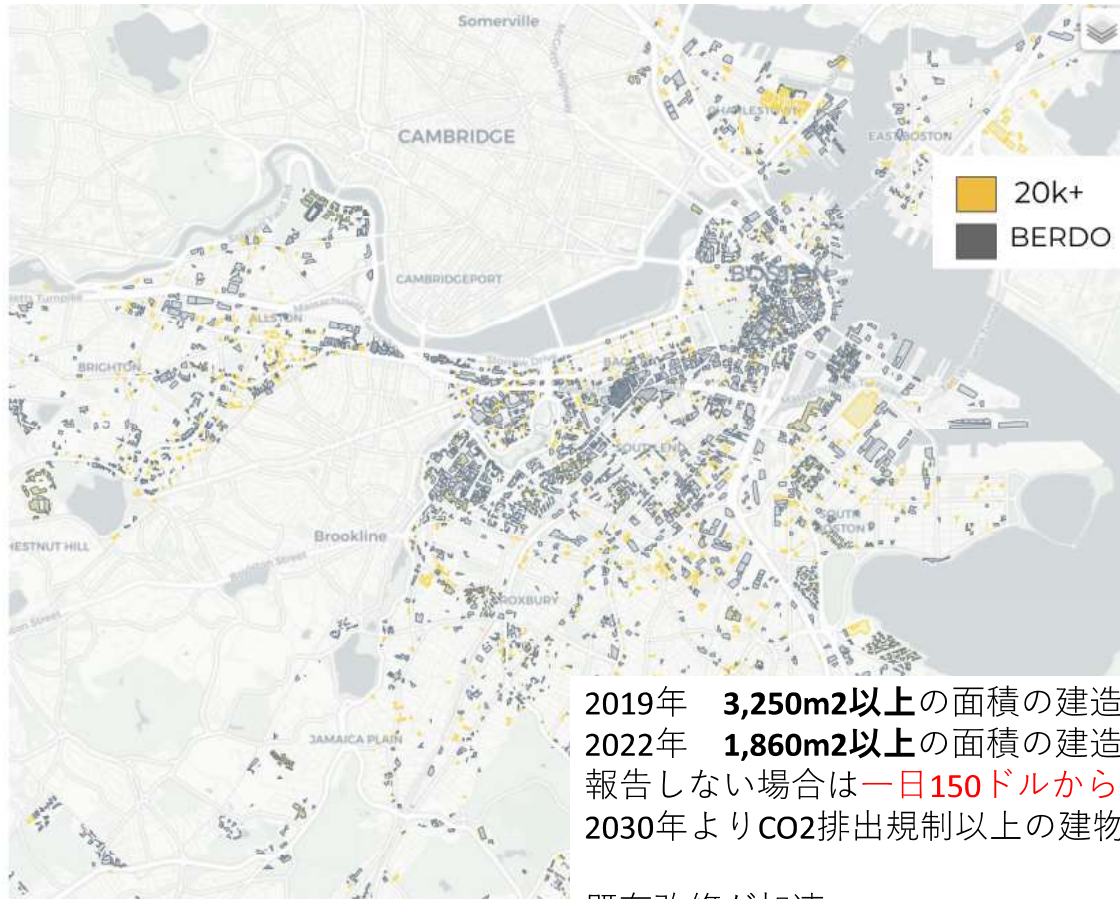 Somerville
CHARLESTOWN
CAMBRIDGE
EAST BOSTON
20k+
BERDO
BOSTON
CAMBRIDGEPORT
ALLSTON
BRIGHTON
SOUTH END
SOUTH
BOSTON
HESTNUT HILL
Brookline
ROXBURY
JAMAICA PLAIN
2019年　3,250m2以上の面積の建造
2022年　1,860m2以上の面積の建造
報告しない場合は一日150ドルから
2030年よりCO2排出規制以上の建物